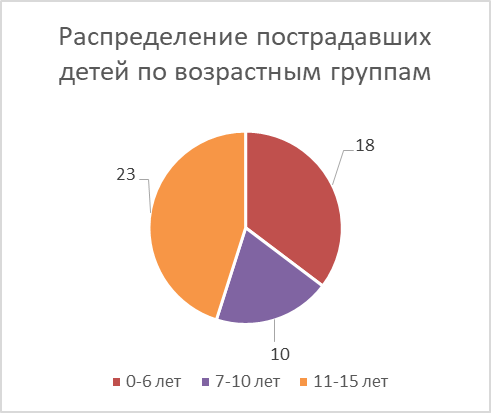 Распределение пострадавших
детей по возрастным группам
18
23
10
0-6 лет 7-10 лет 11-15 лет